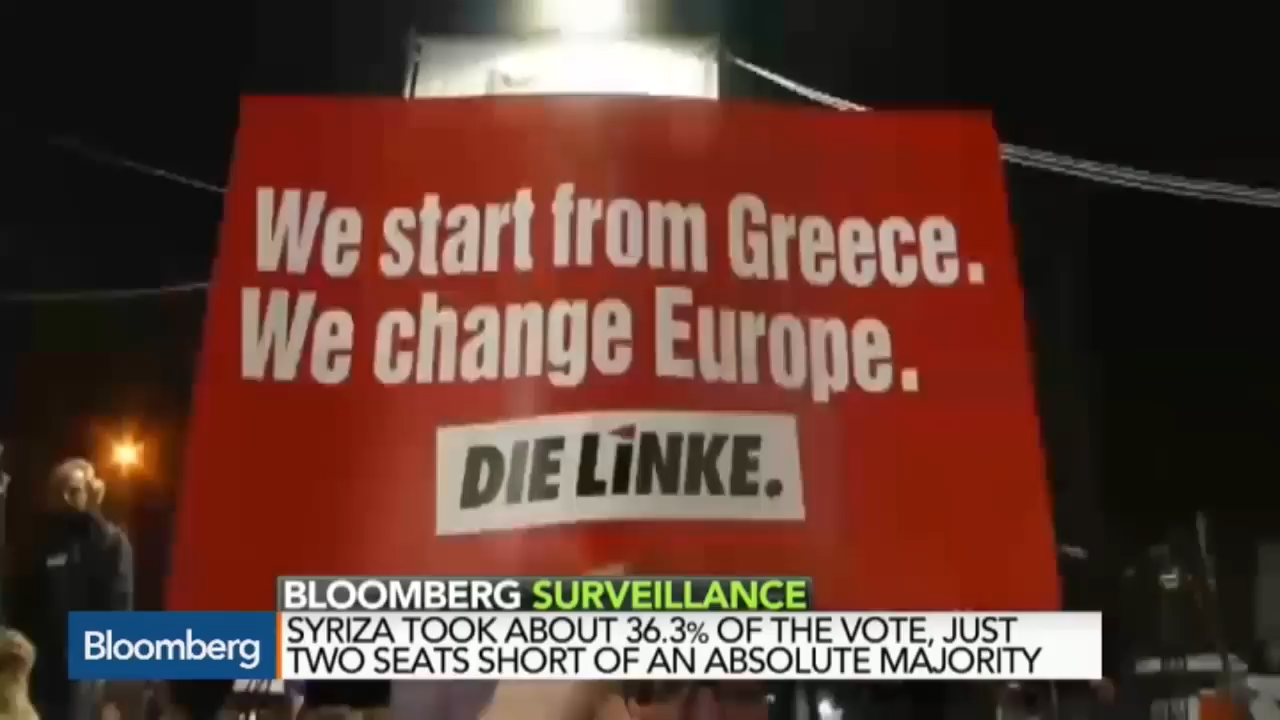 We start from Greece.
We change Europe.
DIE LINKE.
BLOOMBERG SURVEILLANCE
Bloomberg
SYRIZA TOOK ABOUT 36.3% OF THE VOTE, JUST
TWO SEATS SHORT OF AN ABSOLUTE MAJORITY